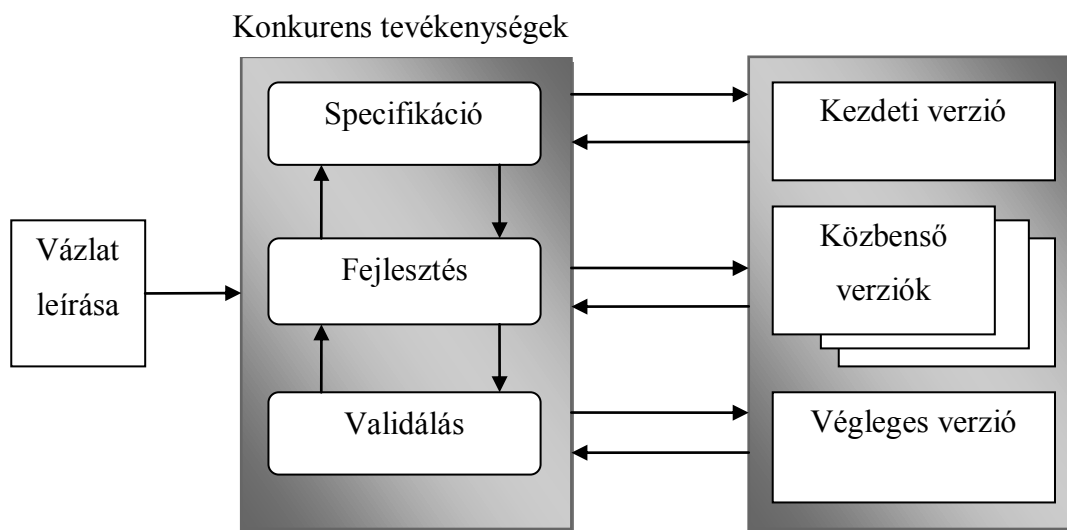 Konkurens tevékenységek
Specifikáció
Kezdeti verzió
Vázlat
leírása
Fejlesztés
Közbenső
verziók
Validálás
Végleges verzió